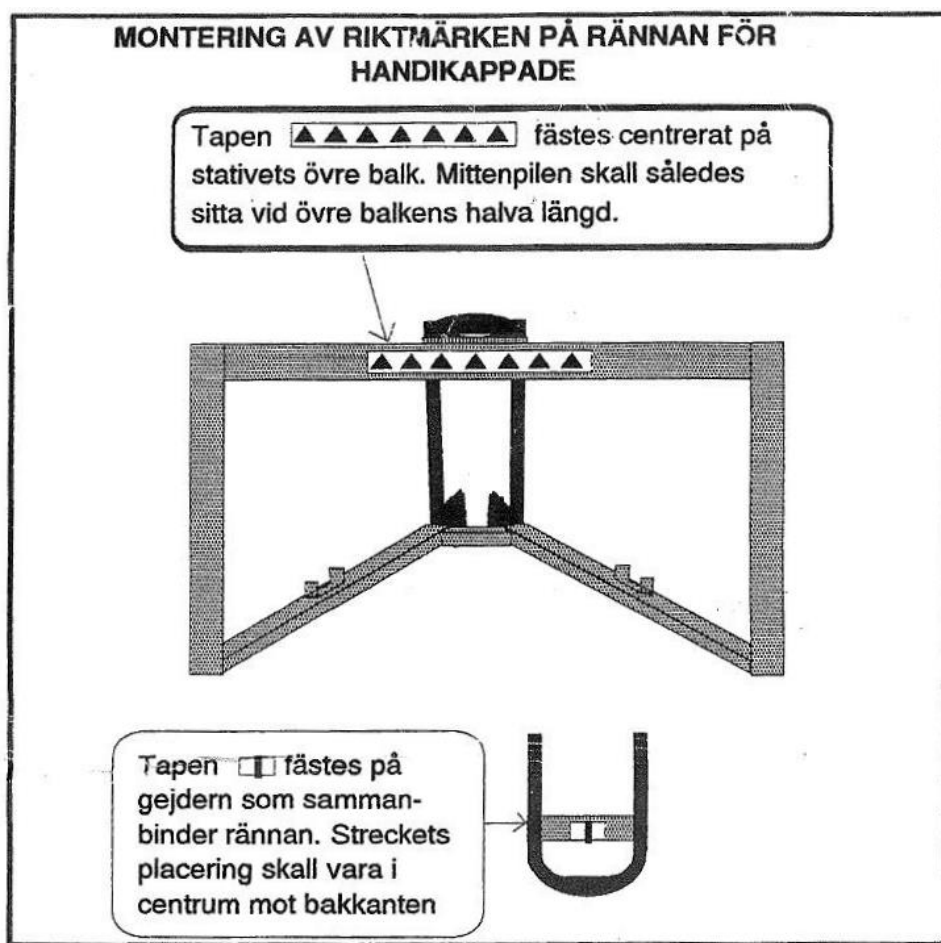 MONTERING AV RIKTMÄRKEN PÅ RÄNNAN FÖR
HANDIKAPPADE
Tapen ▲▲▲▲▲▲▲ fästes centrerat på
stativets övre balk. Mittenpilen skall således
sitta vid övre balkens halva längd.
Tapen fästes på
gejdern som samman-
binder rännan. Streckets
placering skall vara i
centrum mot bakkanten